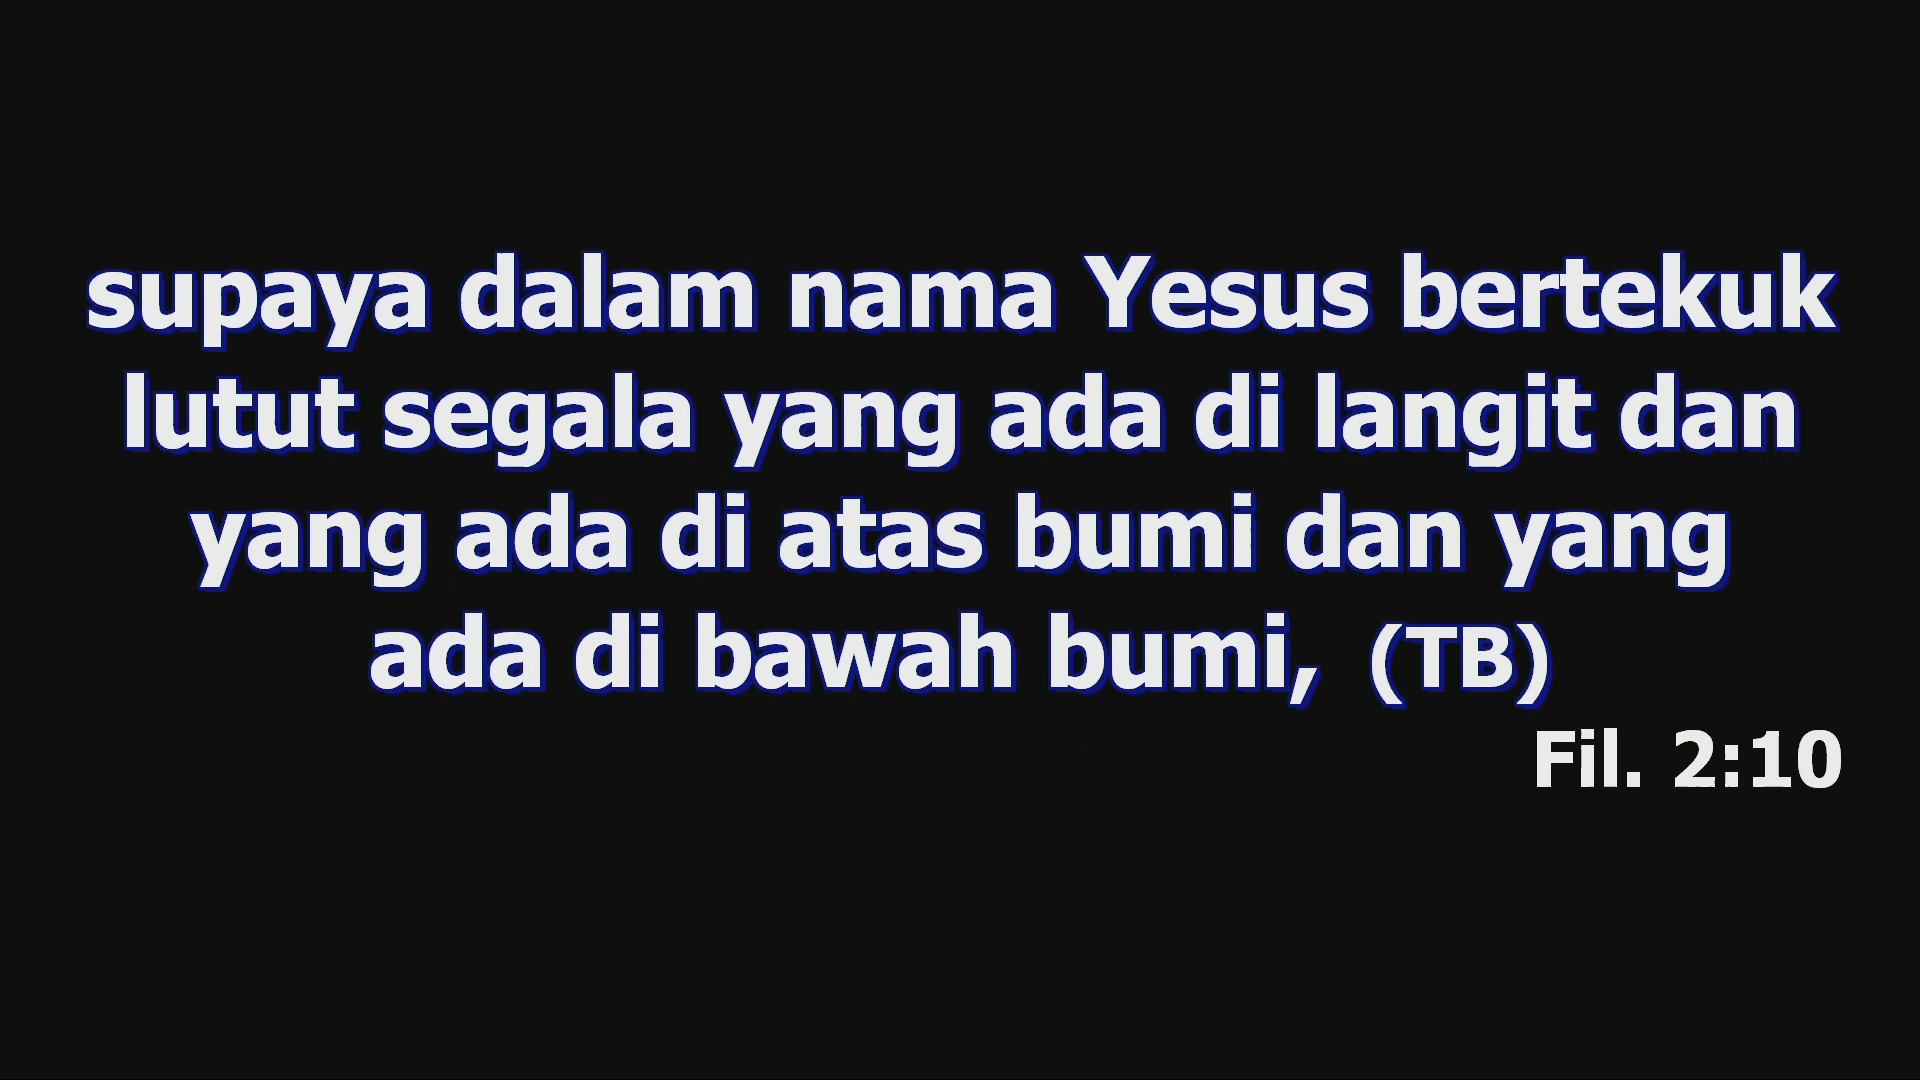 supaya dalam nama Yesus bertekuk
lutut segala yang ada di langit dan
yang ada di atas bumi dan yang
ada di bawah bumi, (TB)
Fil. 2:10